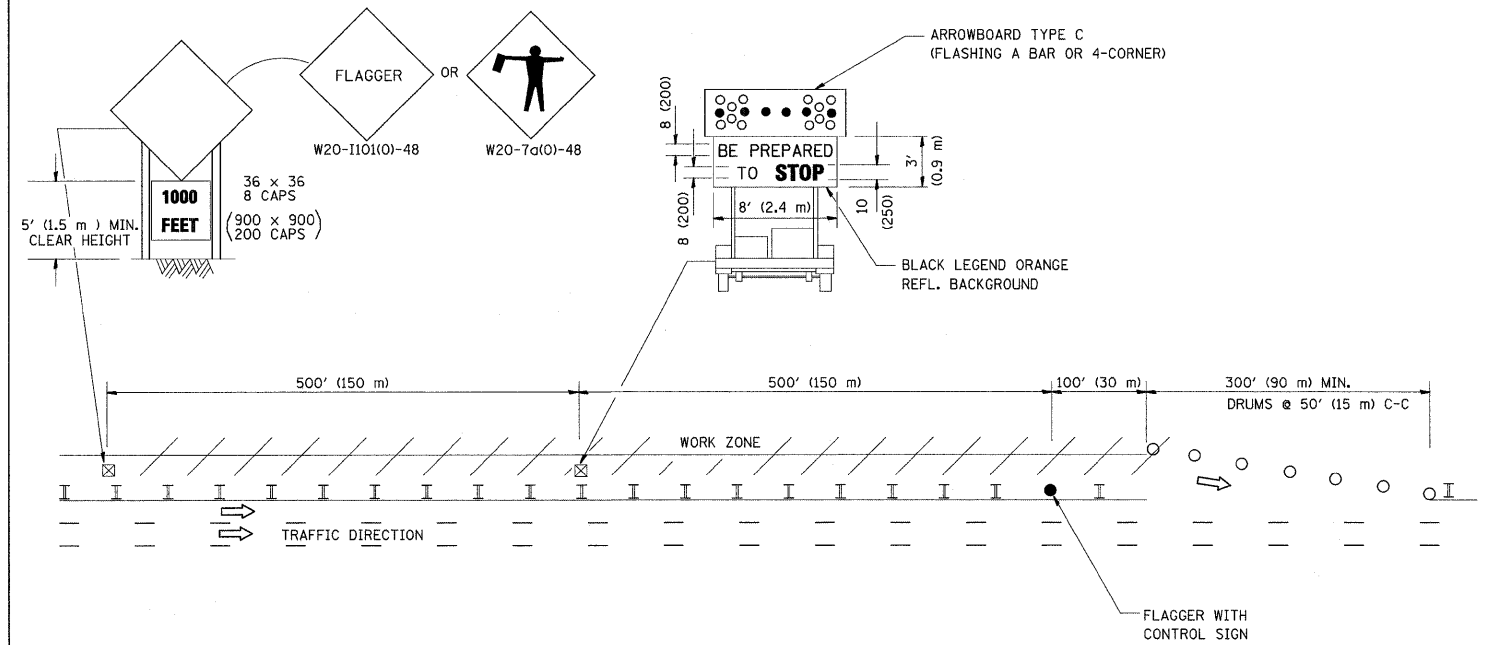 FLAGGER
OR
W20-I101(O)-48
W20-7a(O)-48
1000
FEET
36 x 36
8 CAPS
(900 x 900)
(200 CAPS)
5' (1.5 m ) MIN.
CLEAR HEIGHT
ARROWBOARD TYPE C
(FLASHING A BAR OR 4-CORNER)
8 (200)
8 (200)
BE PREPARED
TO STOP
3'
(0.9 m)
10
(250)
8' (2.4 m)
BLACK LEGEND ORANGE
REFL. BACKGROUND
500' (150 m)
500' (150 m)
100' (30 m)
300' (90 m) MIN.
DRUMS @ 50' (15 m) C-C
WORK ZONE
TRAFFIC DIRECTION
FLAGGER WITH
CONTROL SIGN